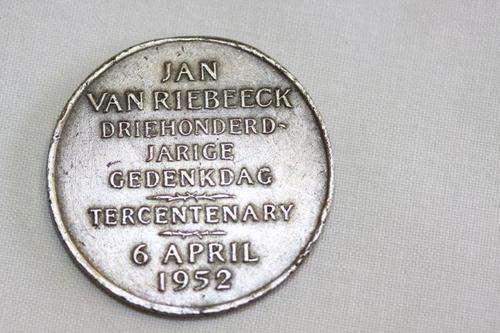 JAN
VAN RIEBEECK
DRIEHONDERD-
JARIGE
GEDENKDAG
TERCENTENARY
6 APRIL
1952